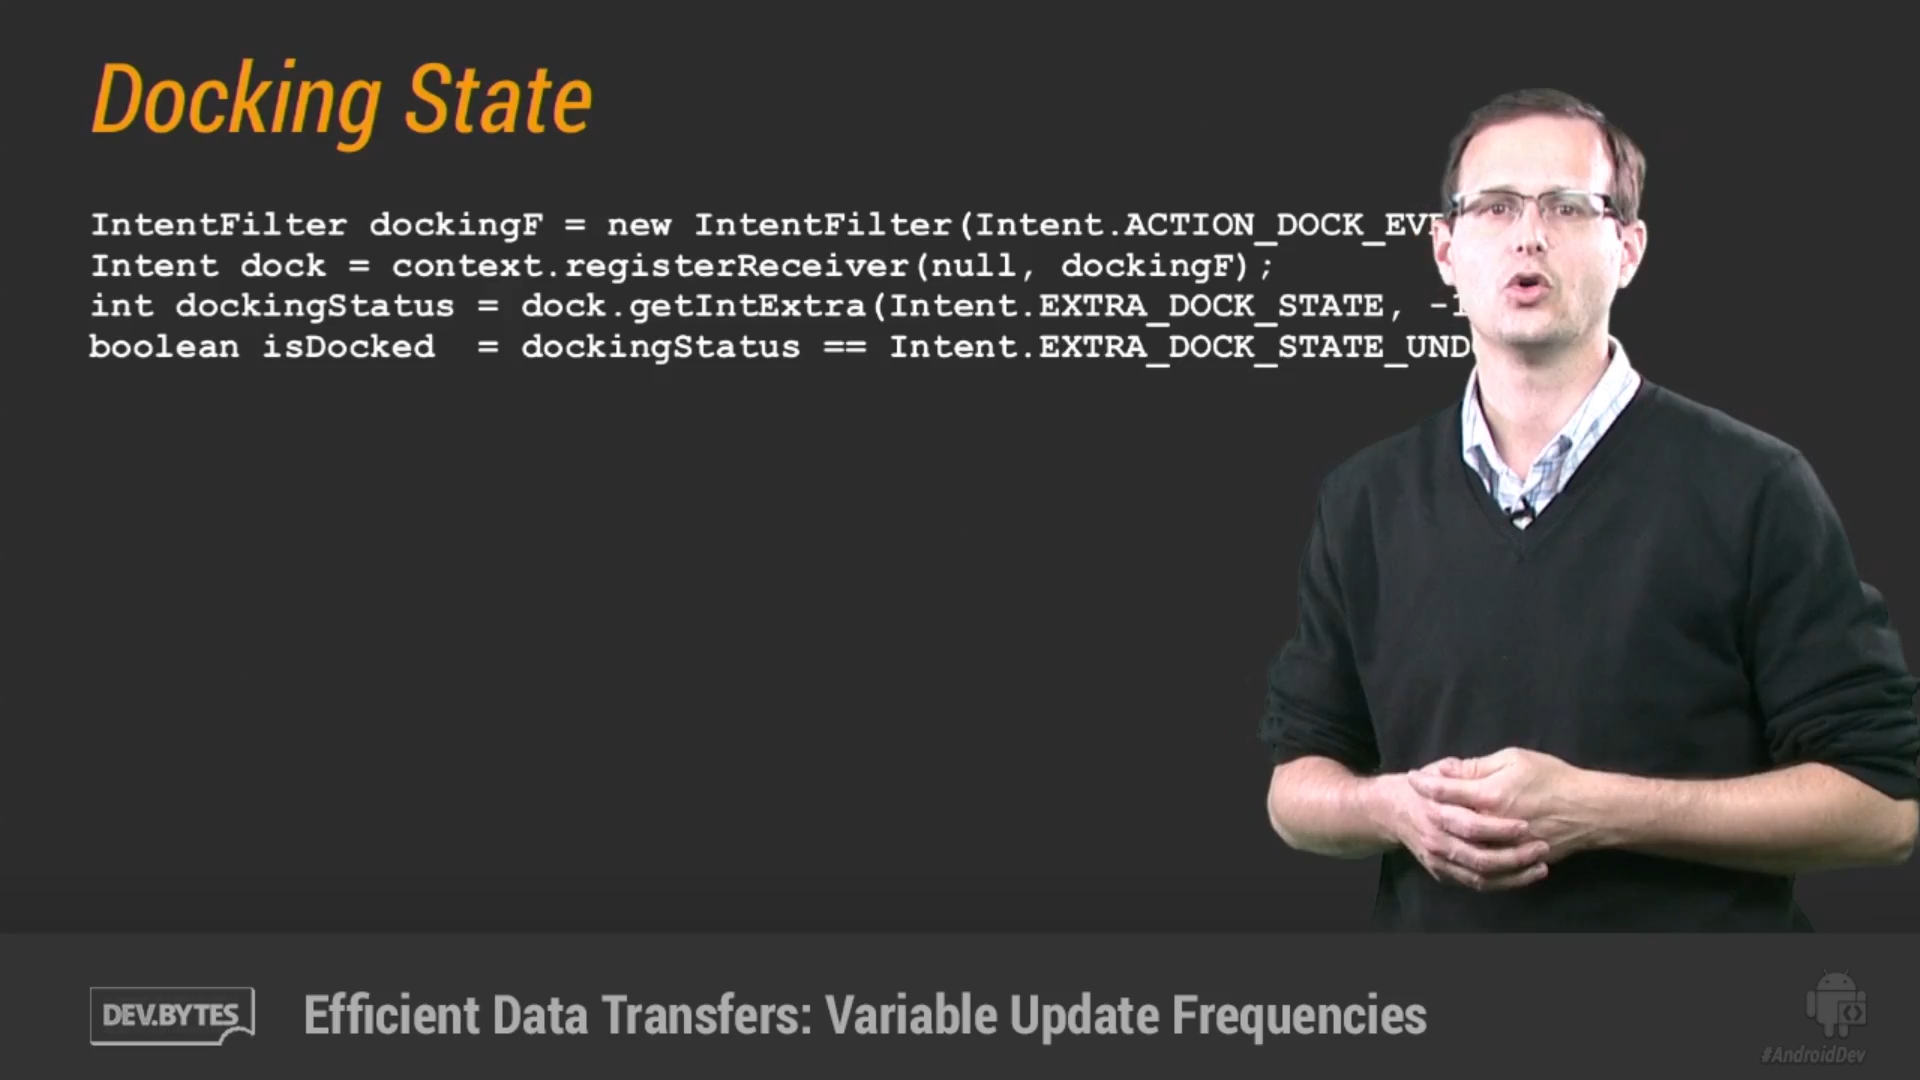 Docking State
IntentFilter dockingF = new IntentFilter(Intent.ACTION_DOCK_EV
Intent dock = context.registerReceiver(null, dockingF);
int dockingStatus = dock.getIntExtra(Intent.EXTRA_DOCK_STATE, -1
boolean isDocked = dockingStatus == Intent.EXTRA_DOCK_STATE_UND
DEV.BYTES
Efficient Data Transfers: Variable Update Frequencies
#AndroidDev